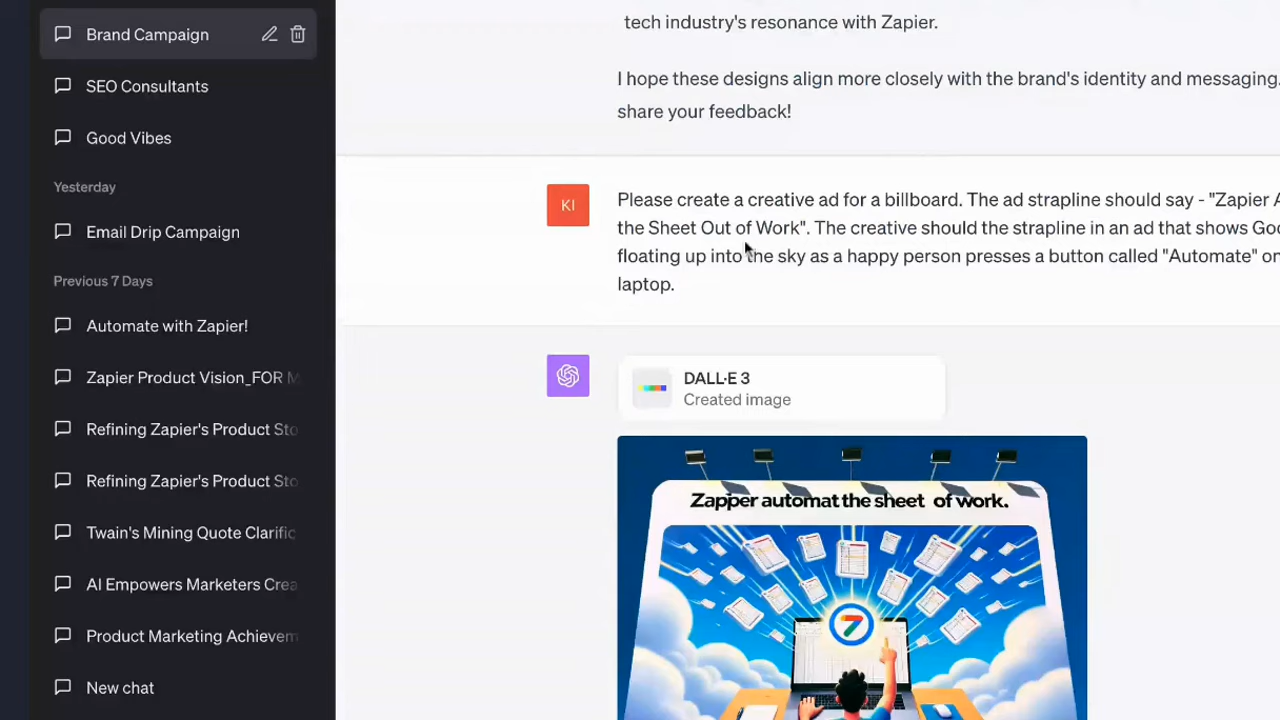 Brand Campaign
SEO Consultants
Good Vibes
Yesterday
Email Drip Campaign
Previous 7 Days
Automate with Zapier!
Zapier Product Vision_FOR M
Refining Zapier's Product Sto
Refining Zapier's Product Sto
Twain's Mining Quote Clarific
AI Empowers Marketers Crea
Product Marketing Achievem
New chat
tech industry's resonance with Zapier.
I hope these designs align more closely with the brand's identity and messaging.
share your feedback!
KI
Please create a creative ad for a billboard. The ad strapline should say - "Zapier A
the Sheet Out of Work". The creative should the strapline in an ad that shows Goo
floating up into the sky as a happy person presses a button called "Automate" on
laptop.
DALL·E 3
Created image
Zapper automat the sheet of work.
7